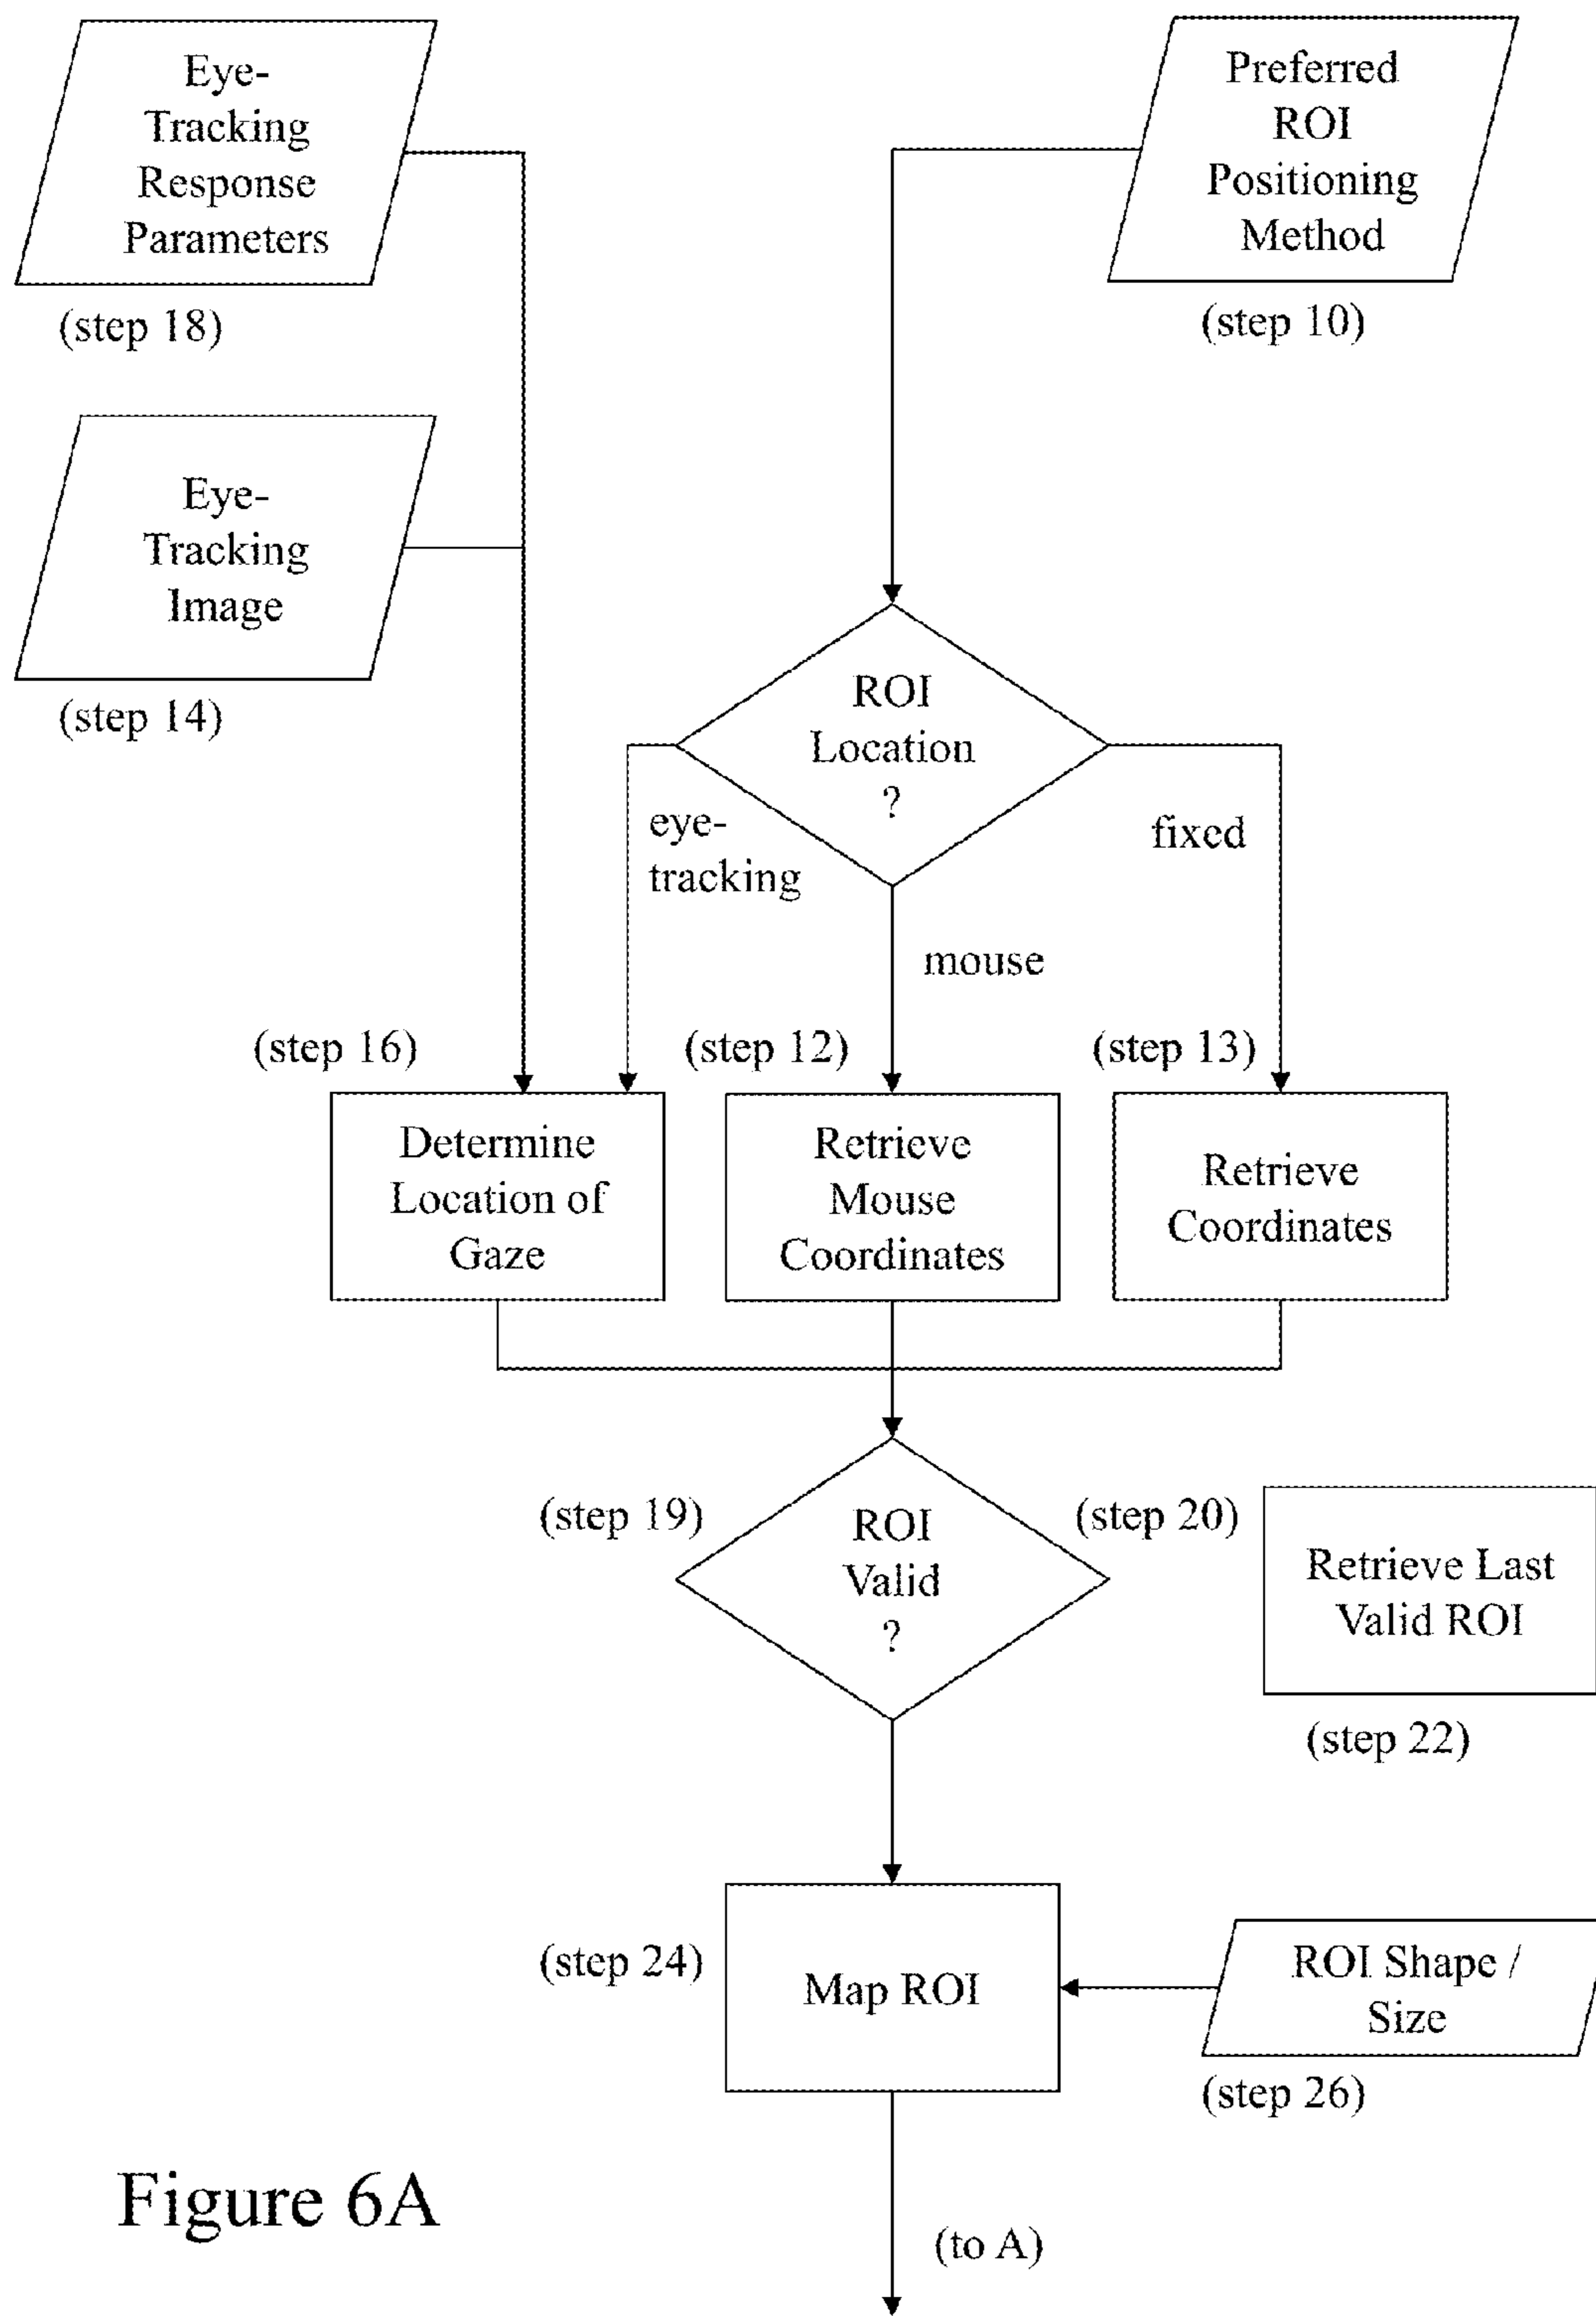 Eye-
Tracking
Response
Parameters
(step 18)
Preferred
ROI
Positioning
Method
(step 10)
Eye-
Tracking
Image
(step 14)
ROI
Location
?
eye-
tracking
mouse
fixed
(step 16)
(step 12)
(step 13)
Determine
Location of
Gaze
Retrieve
Mouse
Coordinates
Retrieve
Coordinates
(step 19)
ROI
Valid
?
(step 20)
Retrieve Last
Valid ROI
(step 22)
(step 24)
Map ROI
ROI Shape /
Size
(step 26)
Figure 6A
(to A)